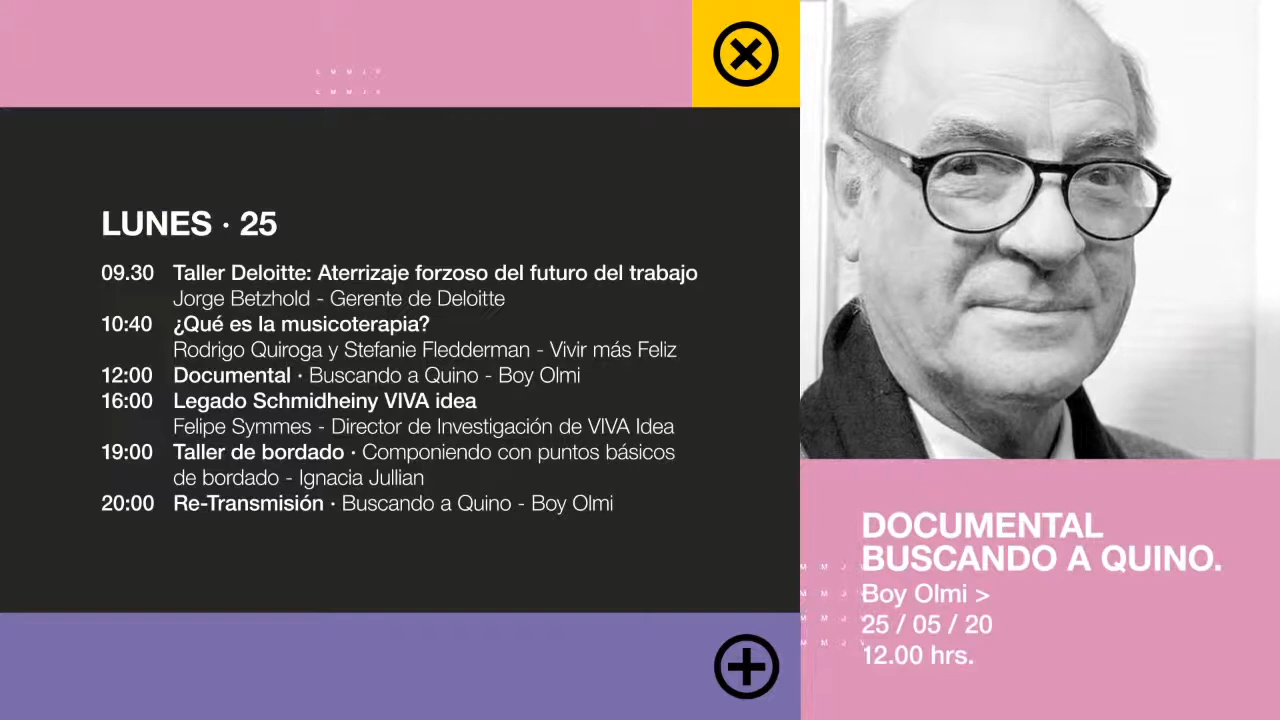 L M M J V
L M M J V
LUNES · 25
09.30 Taller Deloitte: Aterrizaje forzoso del futuro del trabajo
Jorge Betzhold - Gerente de Deloitte
10:40 ¿Qué es la musicoterapia?
Rodrigo Quiroga y Stefanie Fledderman - Vivir más Feliz
12:00 Documental · Buscando a Quino - Boy Olmi
16:00 Legado Schmidheiny VIVA idea
Felipe Symmes - Director de Investigación de VIVA Idea
19:00 Taller de bordado · Componiendo con puntos básicos
de bordado - Ignacia Jullian
20:00 Re-Transmisión · Buscando a Quino - Boy Olmi
DOCUMENTAL
BUSCANDO A QUINO.
Boy Olmi >
25 / 05 / 20
12.00 hrs.
M M J V
M M J V
M M J V
M M J V